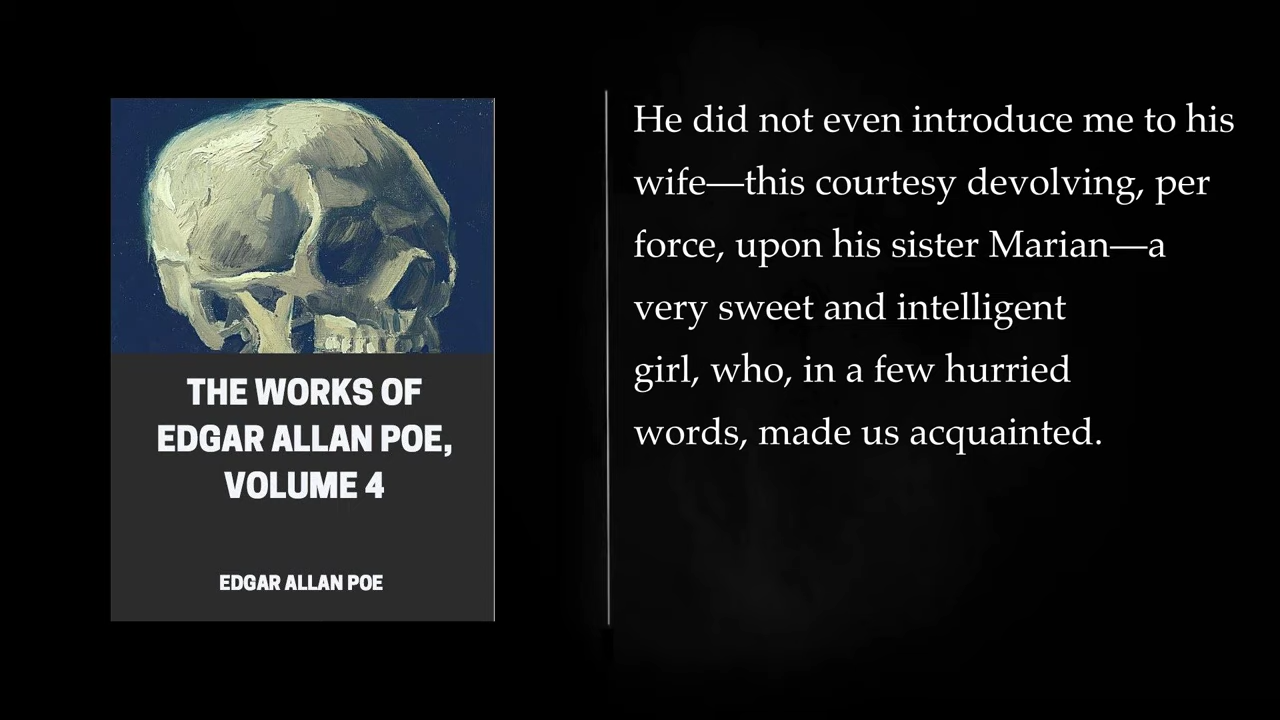 THE WORKS OF
EDGAR ALLAN POE,
VOLUME 4
EDGAR ALLAN POE
He did not even introduce me to his
wife—this courtesy devolving, per
force, upon his sister Marian—a
very sweet and intelligent
girl, who, in a few hurried
words, made us acquainted.